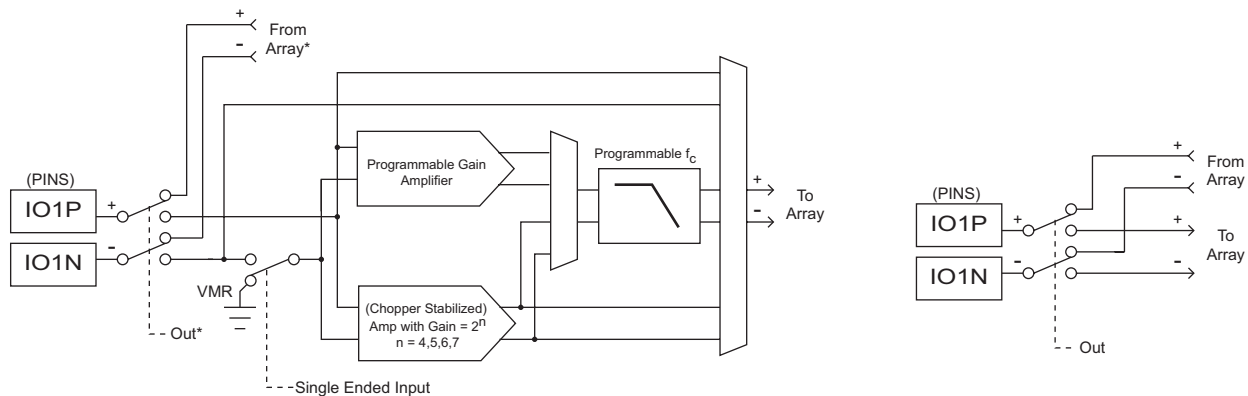 +
From
-
Array*
(PINS)
IO1P
+
IO1N
-
VMR
Out*
Single Ended Input
Programmable Gain
Amplifier
(Chopper Stabilized)
Amp with Gain = 2^n
n = 4,5,6,7
Programmable f_c
+
-
To
Array
(PINS)
IO1P
+
IO1N
-
+
From
-
Array
+
To
-
Array
Out